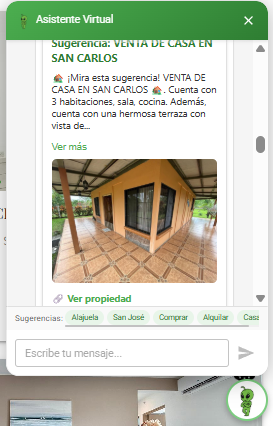 Asistente Virtual
×
Sugerencia: VENTA DE CASA EN
SAN CARLOS
🏡 ¡Mira esta sugerencia! VENTA DE
CASA EN SAN CARLOS 🏡. Cuenta con
3 habitaciones, sala, cocina. Además,
cuenta con una hermosa terraza con
vista de...
Ver más
🔗 Ver propiedad
Sugerencias: Alajuela San José Comprar Alquilar Casa
Escribe tu mensaje...